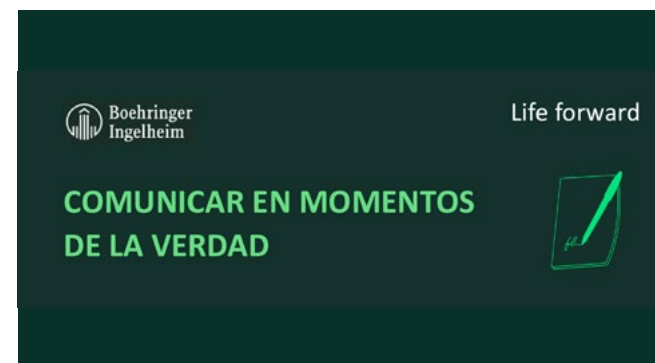 Boehringer
Ingelheim
Life forward
COMUNICAR EN MOMENTOS
DE LA VERDAD